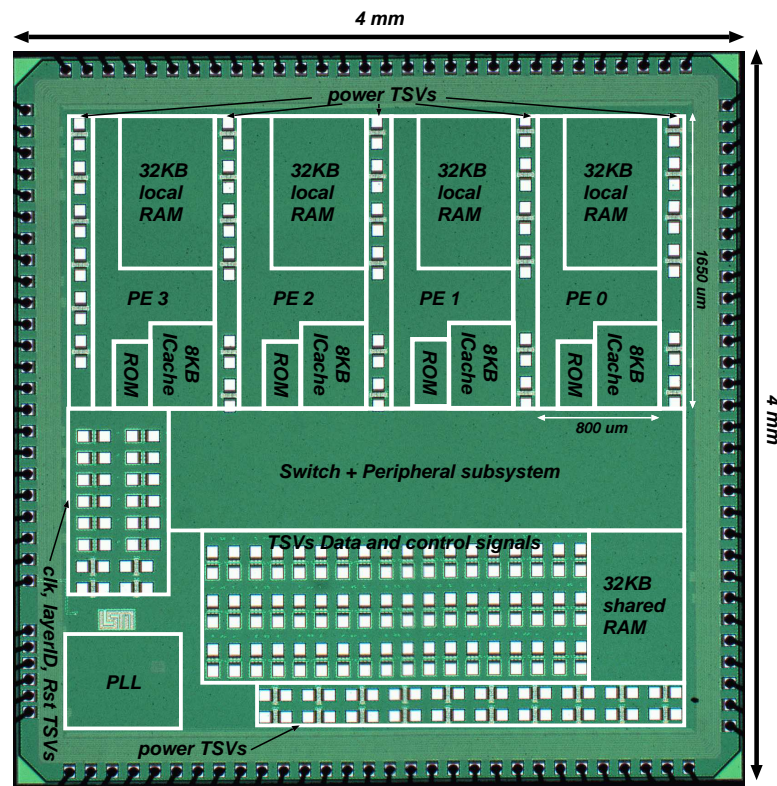 4 mm
power TSVs
32KB
local
RAM
32KB
local
RAM
32KB
local
RAM
32KB
local
RAM
1650 um
PE 3
PE 2
PE 1
PE 0
ROM
8KB
ICache
ROM
8KB
ICache
ROM
8KB
ICache
ROM
8KB
ICache
800 um
4 mm
Switch + Peripheral subsystem
TSVs Data and control signals
clk, layerID, Rst TSVs
32KB
shared
RAM
PLL
power TSVs